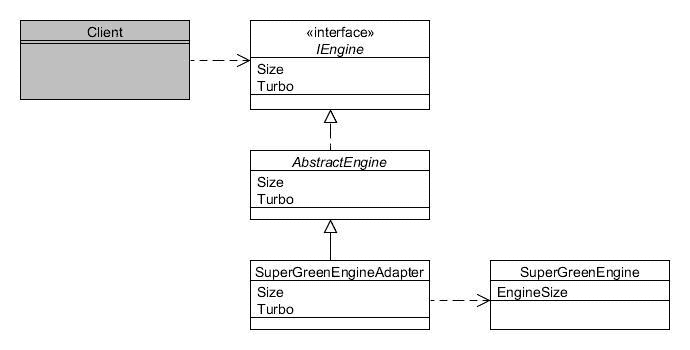 Client
«interface»
IEngine
Size
Turbo
AbstractEngine
Size
Turbo
SuperGreenEngineAdapter
Size
Turbo
SuperGreenEngine
EngineSize